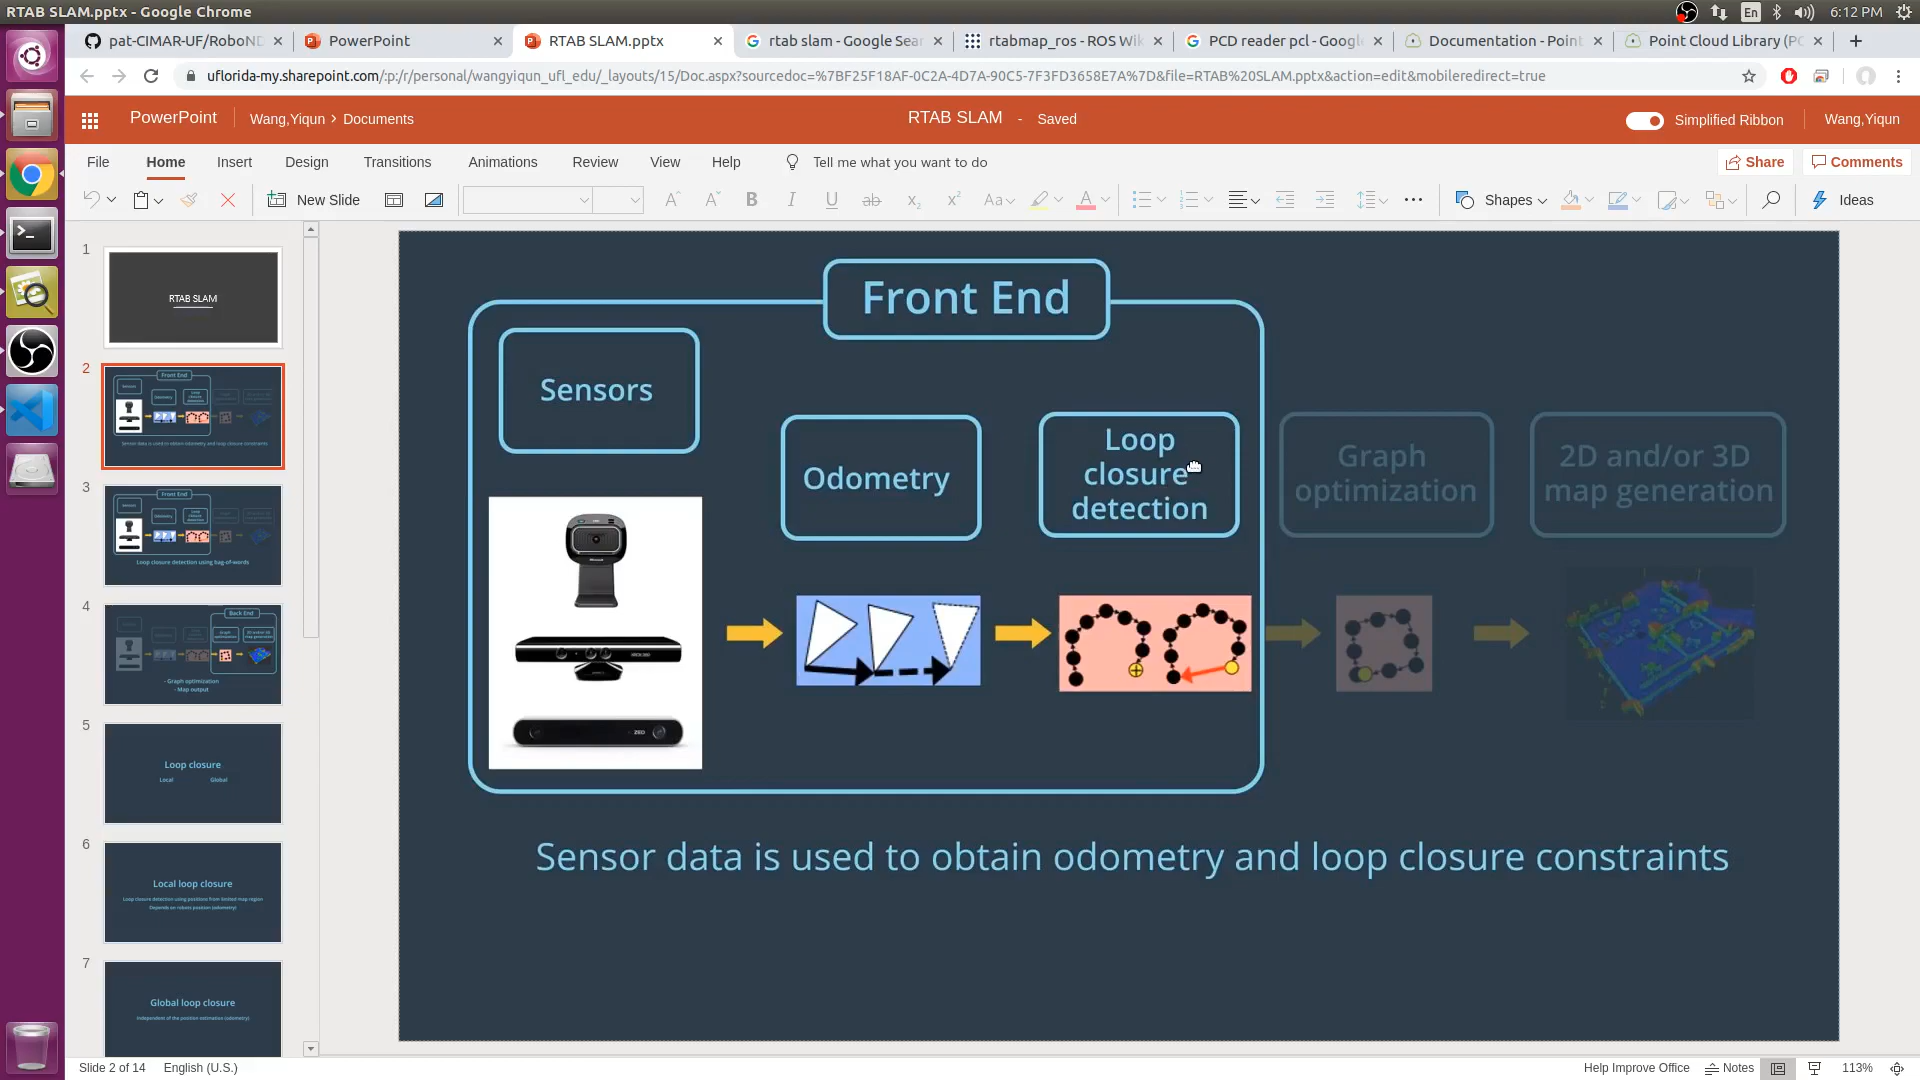 RTAB SLAM.pptx - Google Chrome
En
6:12 PM
pat-CIMAR-UF/RoboND
PowerPoint
RTAB SLAM.pptx
rtab slam - Google Sear
rtabmap_ros - ROS Wik
PCD reader pcl - Google
Documentation - Point
Point Cloud Library (PC
uflorida-my.sharepoint.com/:p:/r/personal/wangyiqun_ufl_edu/_layouts/15/Doc.aspx?sourcedoc=%7BF25F18AF-0C2A-4D7A-90C5-7F3FD3658E7A%7D&file=RTAB%20SLAM.pptx&action=edit&mobileredirect=true
PowerPoint
Wang,Yiqun > Documents
RTAB SLAM - Saved
Simplified Ribbon
Wang,Yiqun
File
Home
Insert
Design
Transitions
Animations
Review
View
Help
Tell me what you want to do
Share
Comments
New Slide
Shapes
Ideas
1
RTAB SLAM
2
Front End
Sensor data is used to obtain odometry and loop closure constraints
3
Front End
Loop closure detection using bag-of-words
4
Back End
- Graph optimization
- Map output
5
Loop closure
Local
Global
6
Local loop closure
Loop closure detection using positions from limited map region
Depends on robots position (odometry)
7
Global loop closure
Independent of the position estimation (odometry)
Front End
Sensors
Odometry
Loop
closure
detection
Graph
optimization
2D and/or 3D
map generation
ZED
Sensor data is used to obtain odometry and loop closure constraints
Slide 2 of 14
English (U.S.)
Help Improve Office
Notes
113%